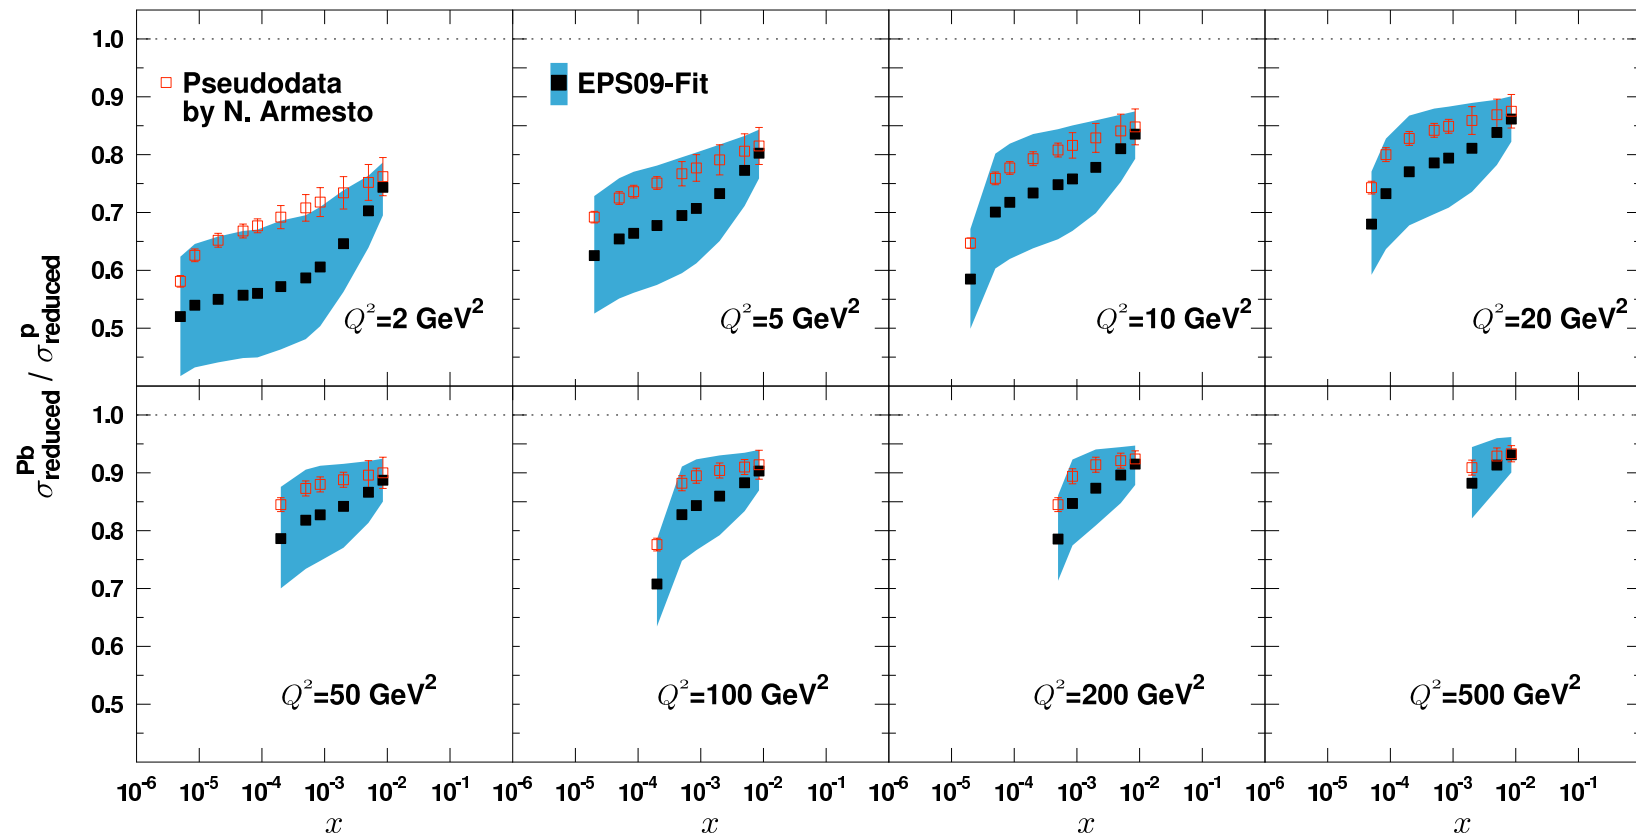 1.0
0.9
0.8
0.7
0.6
0.5
Pseudodata
by N. Armesto
EPS09-Fit
Q²=2 GeV²
Q²=5 GeV²
Q²=10 GeV²
Q²=20 GeV²
σ^Pb_reduced / σ^p_reduced
1.0
0.9
0.8
0.7
0.6
0.5
Q²=50 GeV²
Q²=100 GeV²
Q²=200 GeV²
Q²=500 GeV²
10⁻⁶ 10⁻⁵ 10⁻⁴ 10⁻³ 10⁻² 10⁻¹ 10⁻⁶ 10⁻⁵ 10⁻⁴ 10⁻³ 10⁻² 10⁻¹ 10⁻⁶ 10⁻⁵ 10⁻⁴ 10⁻³ 10⁻² 10⁻¹ 10⁻⁶ 10⁻⁵ 10⁻⁴ 10⁻³ 10⁻² 10⁻¹
x x x x